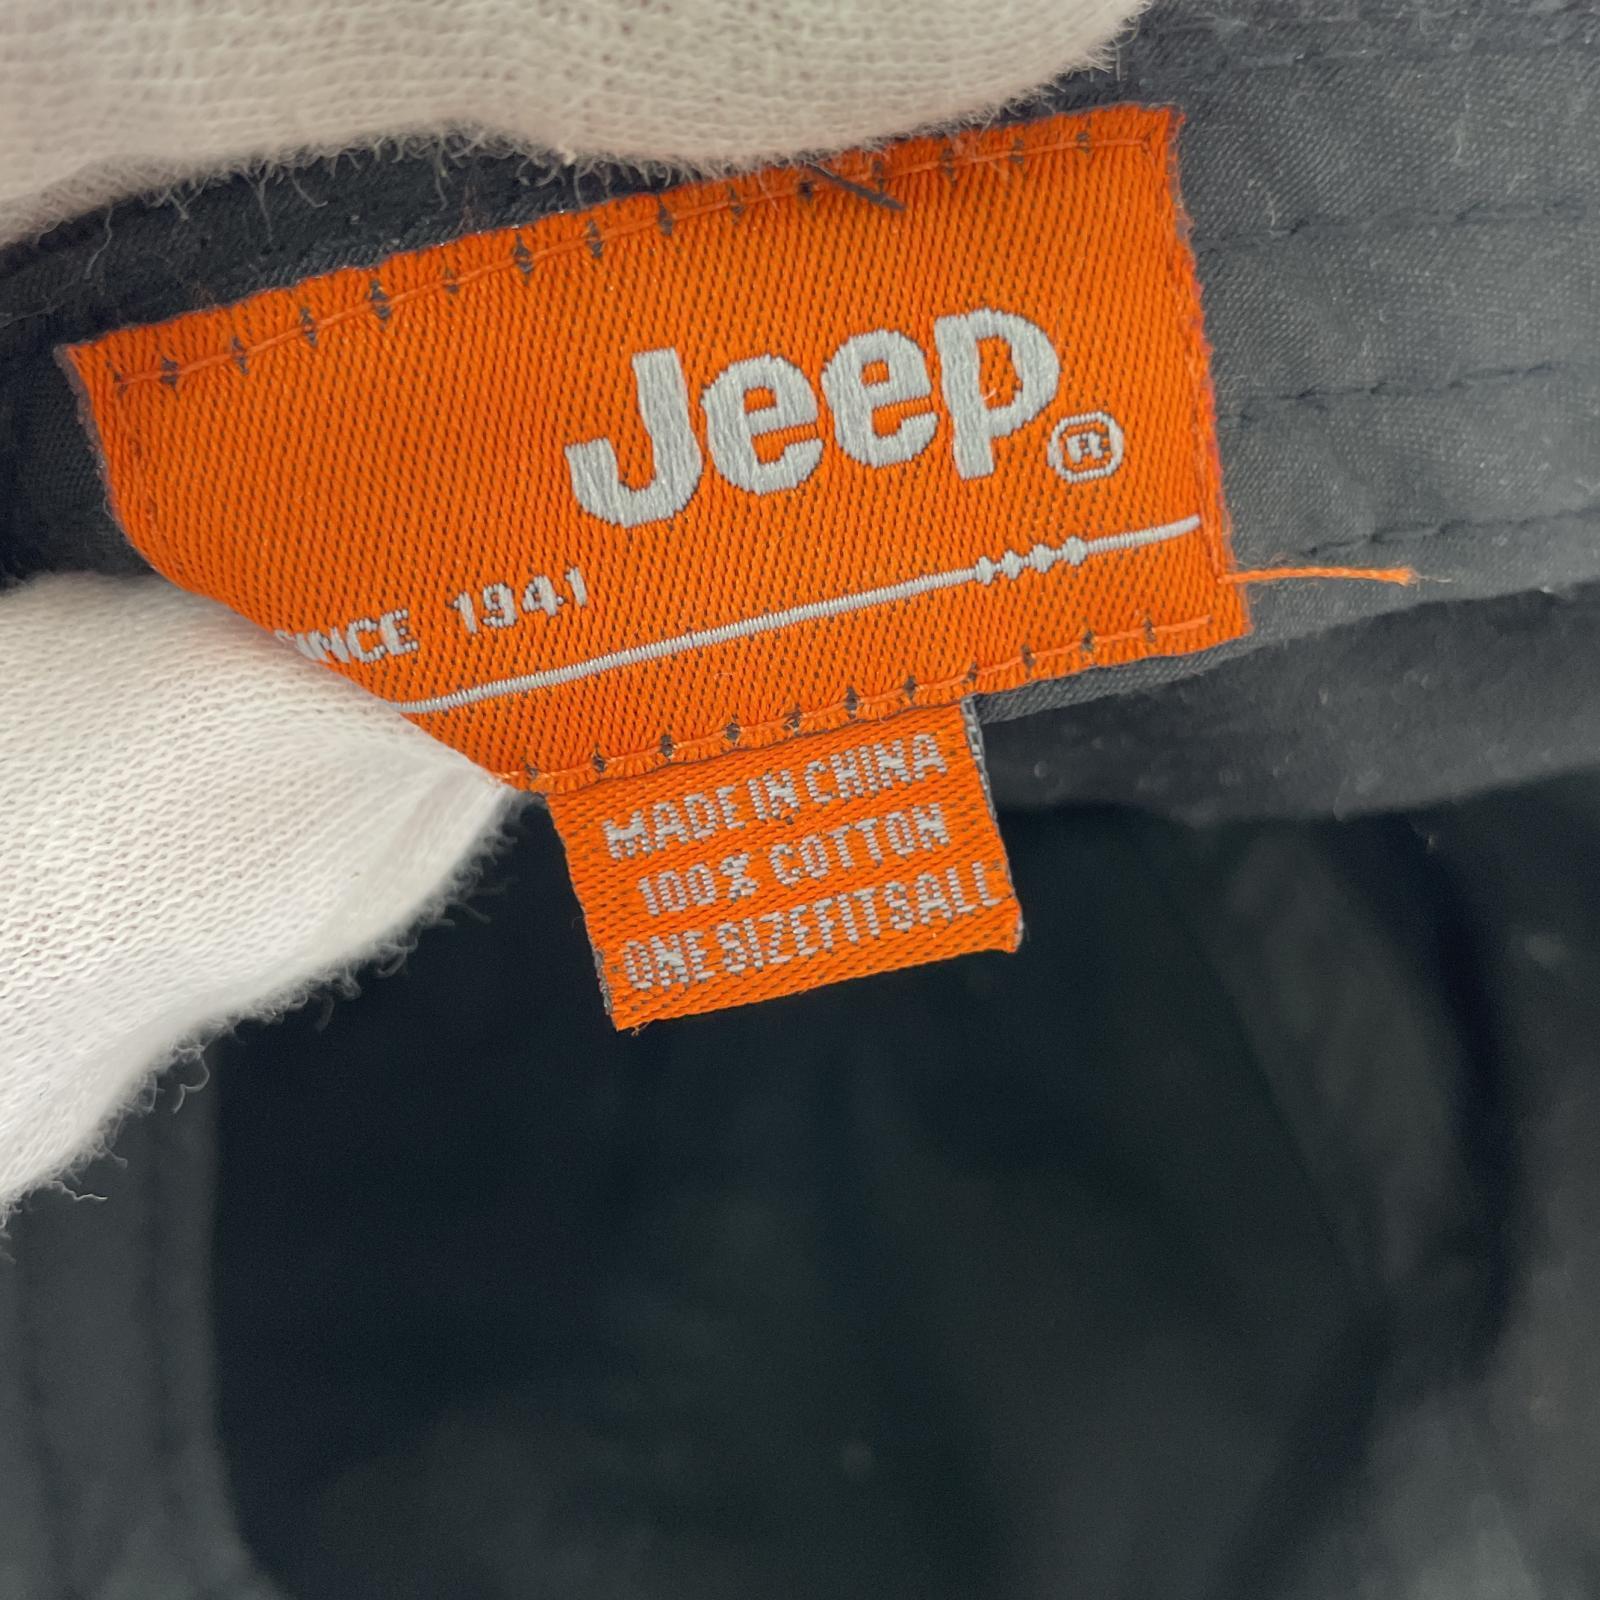 Jeep®
SINCE 1941
MADE IN CHINA
100% COTTON
ONE SIZE FITS ALL